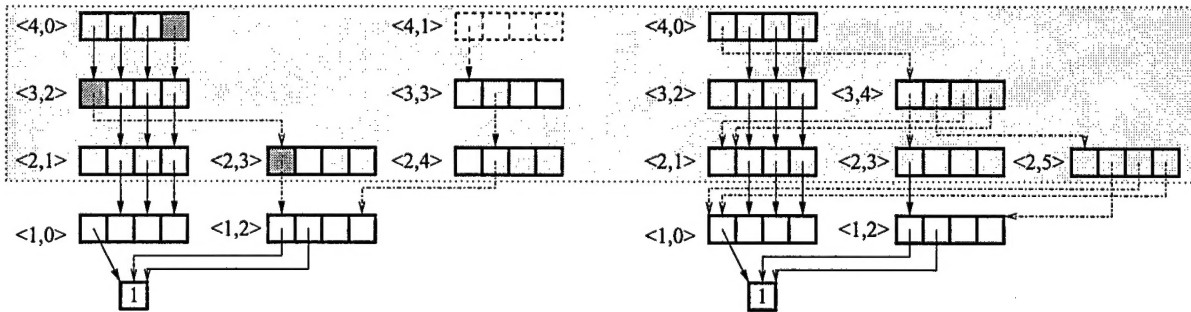 <4,0> <4,1> <4,0>
<3,2> <3,3> <3,2> <3,4>
<2,1> <2,3> <2,4> <2,1> <2,3> <2,5>
<1,0> <1,2> <1,0> <1,2>
1 1